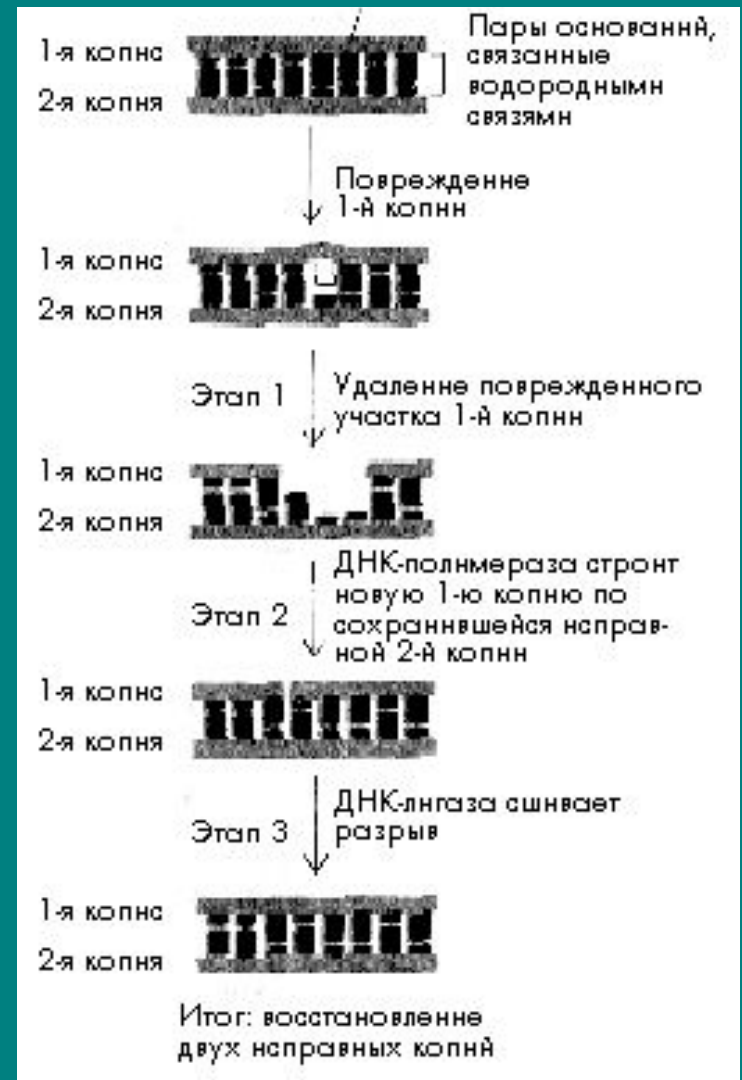 1-я копия
2-я копия
Пары оснований,
связанные
водородными
связями
Повреждение
1-й копии
1-я копия
2-я копия
Этап 1
Удаление поврежденного
участка 1-й копии
1-я копия
2-я копия
Этап 2
ДНК-полимераза строит
новую 1-ю копию по
сохранившейся исправ-
ной 2-й копии
1-я копия
2-я копия
Этап 3
ДНК-лигаза сшивает
разрыв
1-я копия
2-я копия
Итог: восстановление
двух исправных копий